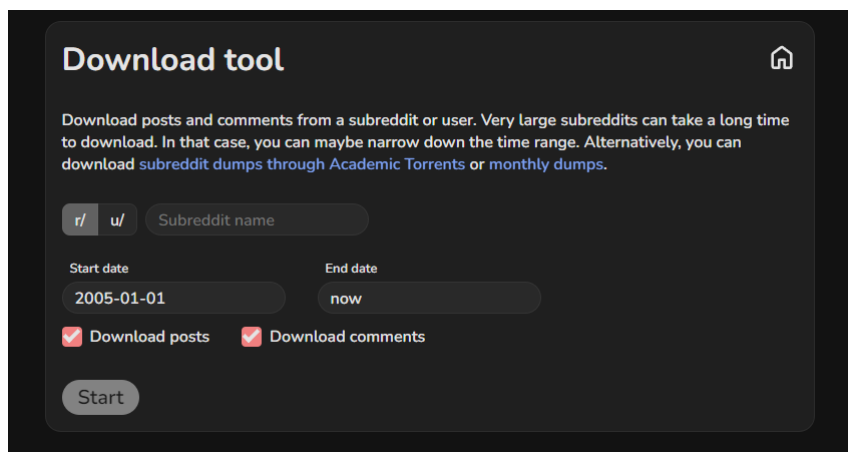 Download tool
Download posts and comments from a subreddit or user. Very large subreddits can take a long time
to download. In that case, you can maybe narrow down the time range. Alternatively, you can
download subreddit dumps through Academic Torrents or monthly dumps.
r/ u/ Subreddit name
Start date End date
2005-01-01 now
Download posts Download comments
Start